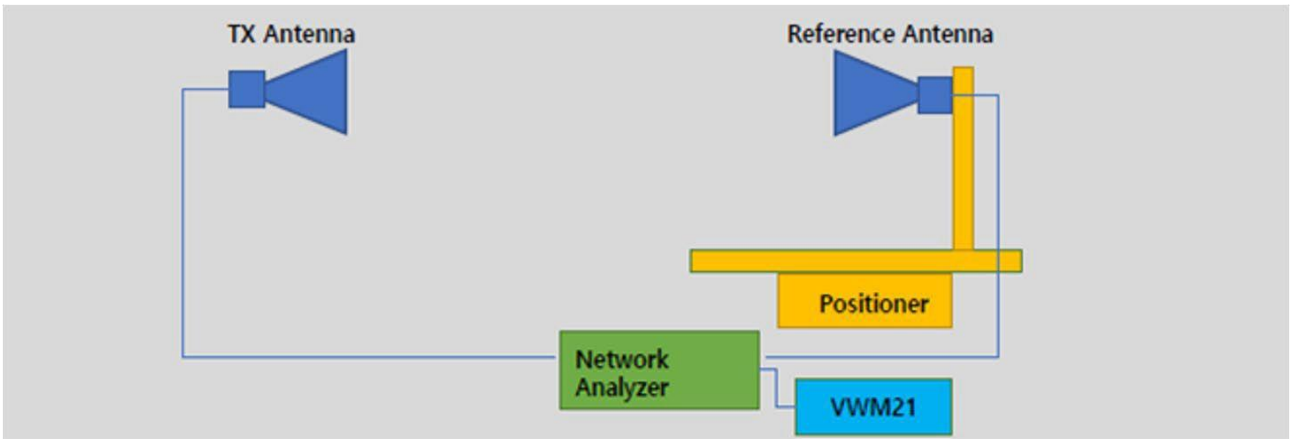 TX Antenna
Reference Antenna
Positioner
Network
Analyzer
VWM21